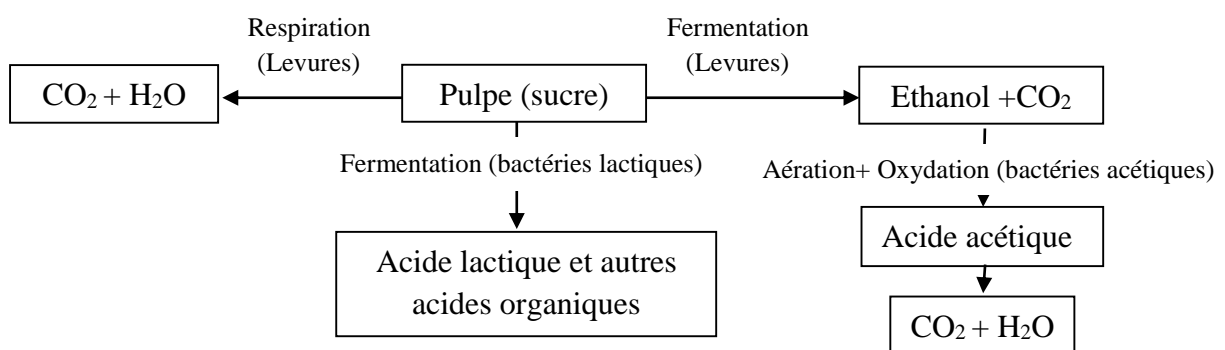 Respiration
(Levures)
Fermentation
(Levures)
CO₂ + H₂O
Pulpe (sucre)
Ethanol +CO₂
Fermentation (bactéries lactiques)
Aération+ Oxydation (bactéries acétiques)
Acide lactique et autres
acides organiques
Acide acétique
CO₂ + H₂O